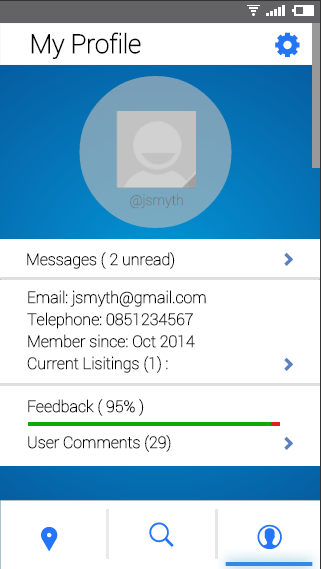 My Profile
@jsmyth
Messages ( 2 unread)
Email: jsmyth@gmail.com
Telephone: 0851234567
Member since: Oct 2014
Current Lisitings (1) :
Feedback ( 95% )
User Comments (29)